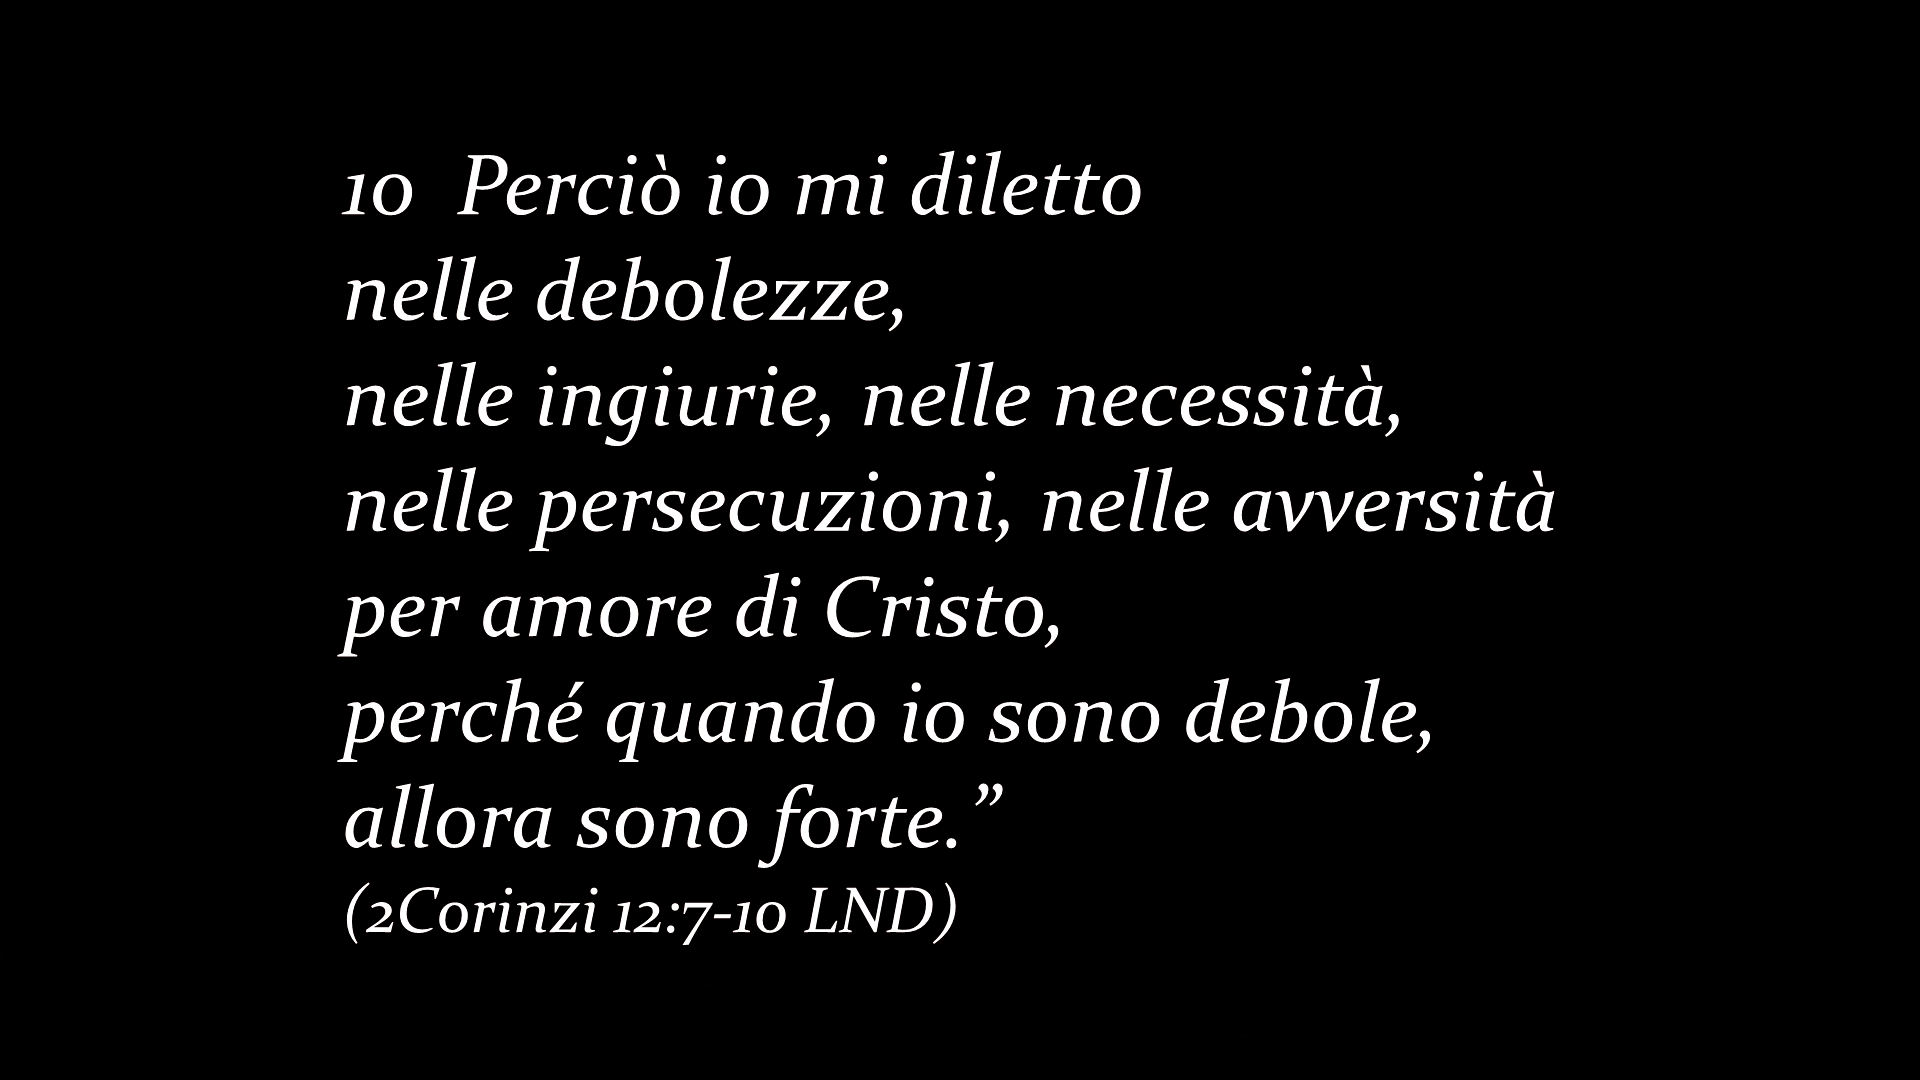 10  Perciò io mi diletto
nelle debolezze,
nelle ingiurie, nelle necessità,
nelle persecuzioni, nelle avversità
per amore di Cristo,
perché quando io sono debole,
allora sono forte.”
(2Corinzi 12:7-10 LND)